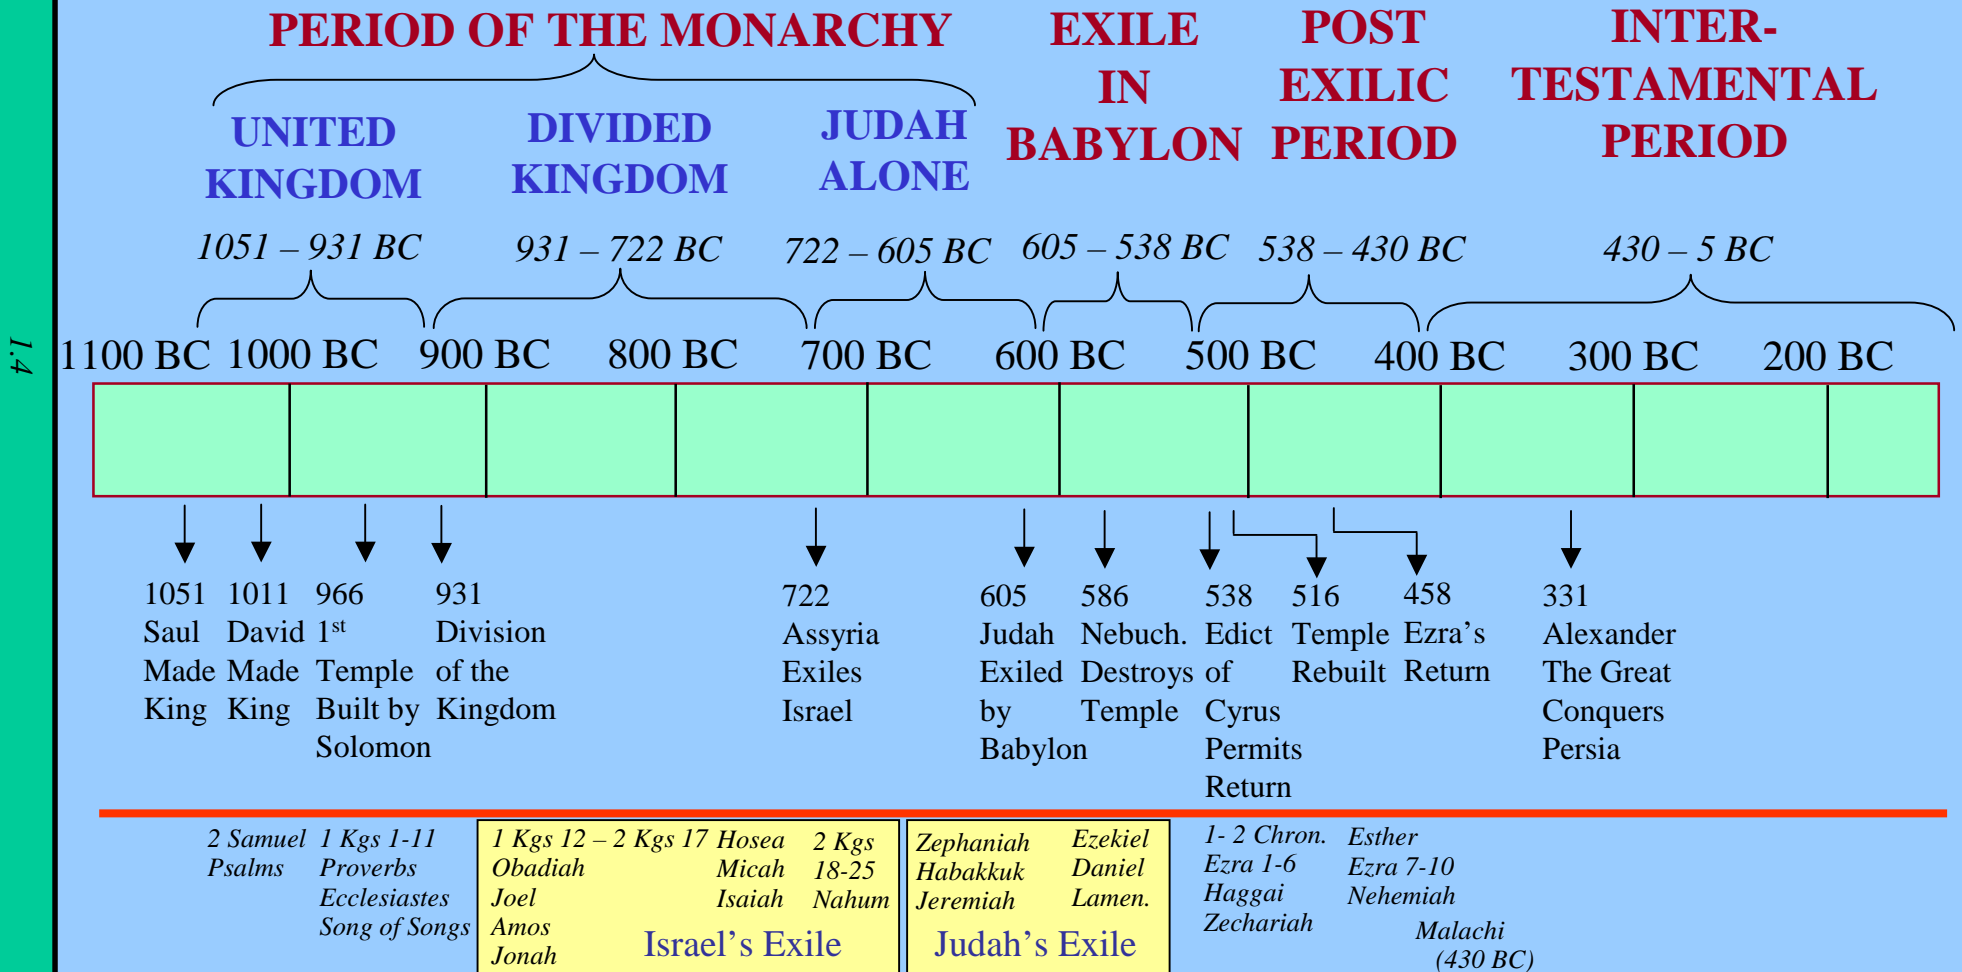 PERIOD OF THE MONARCHY
EXILE
IN
BABYLON
POST
EXILIC
PERIOD
INTER-
TESTAMENTAL
PERIOD
UNITED
KINGDOM
DIVIDED
KINGDOM
JUDAH
ALONE
1051 – 931 BC
931 – 722 BC
722 – 605 BC
605 – 538 BC
538 – 430 BC
430 – 5 BC
1.4
1100 BC 1000 BC 900 BC 800 BC 700 BC 600 BC 500 BC 400 BC 300 BC 200 BC
1051
Saul
Made
King
1011
David
Made
King
966
1st
Temple
Built by
Solomon
931
Division
of the
Kingdom
722
Assyria
Exiles
Israel
605
Judah
Exiled
by
Babylon
586
Nebuch.
Destroys
Temple
538
Edict
of
Cyrus
Permits
Return
516
Temple
Rebuilt
458
Ezra’s
Return
331
Alexander
The Great
Conquers
Persia
2 Samuel
Psalms
1 Kgs 1-11
Proverbs
Ecclesiastes
Song of Songs
1 Kgs 12 – 2 Kgs 17
Obadiah
Joel
Amos
Jonah
Hosea
Micah
Isaiah
2 Kgs
18-25
Nahum
Israel’s Exile
Zephaniah
Habakkuk
Jeremiah
Ezekiel
Daniel
Lamen.
Judah’s Exile
1- 2 Chron.
Ezra 1-6
Haggai
Zechariah
Esther
Ezra 7-10
Nehemiah
Malachi
(430 BC)